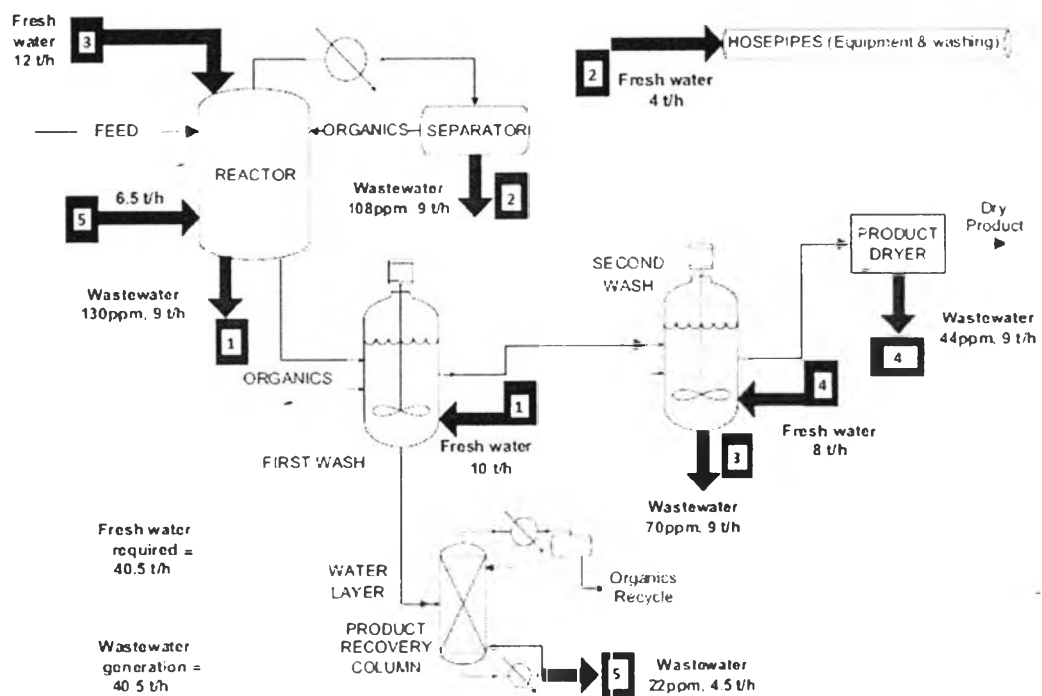 Fresh
water
12 t/h
3
2
HOSEPIPES (Equipment & washing)
Fresh water
4 t/h
FEED
REACTOR
ORGANICS
SEPARATOR
Wastewater
108ppm, 9 t/h
2
5
6.5 t/h
Wastewater
130ppm, 9 t/h
1
SECOND
WASH
PRODUCT
DRYER
Dry
Product
Wastewater
44ppm, 9 t/h
4
ORGANICS
1
Fresh water
10 t/h
FIRST WASH
4
Fresh water
8 t/h
3
Wastewater
70ppm, 9 t/h
Fresh water
required =
40.5 t/h
WATER
LAYER
Organics
Recycle
PRODUCT
RECOVERY
COLUMN
Wastewater
generation =
40.5 t/h
5
Wastewater
22ppm, 4.5 t/h